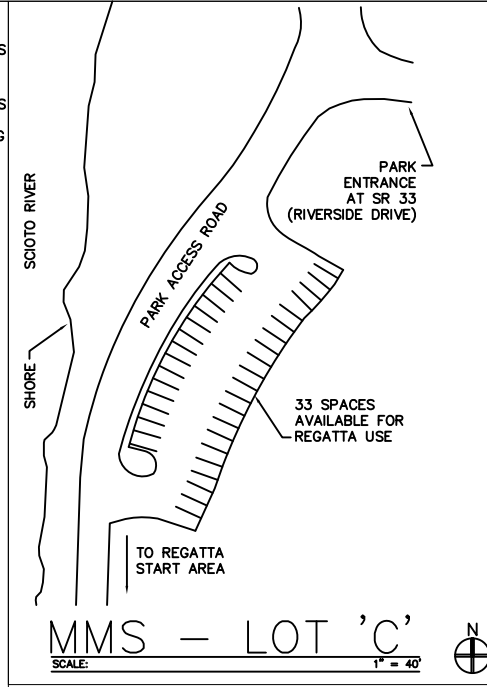 S
S
G
SCIOTO RIVER
SHORE
PARK ACCESS ROAD
PARK
ENTRANCE
AT SR 33
(RIVERSIDE DRIVE)
33 SPACES
AVAILABLE FOR
REGATTA USE
TO REGATTA
START AREA
MMS - LOT 'C'
SCALE: 1" = 40'
N